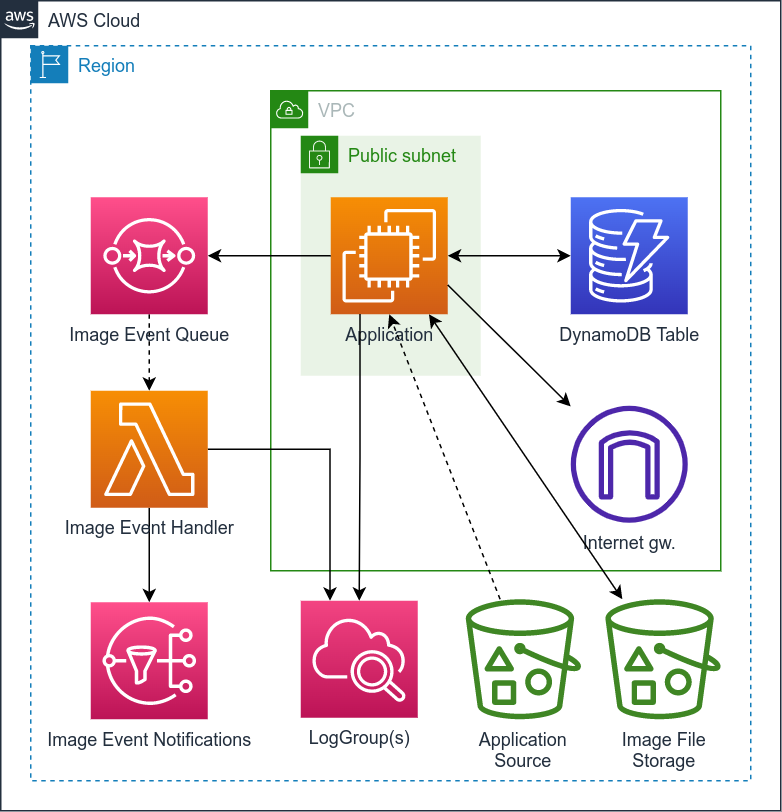 aws
AWS Cloud
Region
VPC
Public subnet
Image Event Queue
Application
DynamoDB Table
Image Event Handler
Internet gw.
Image Event Notifications
LogGroup(s)
Application
Source
Image File
Storage